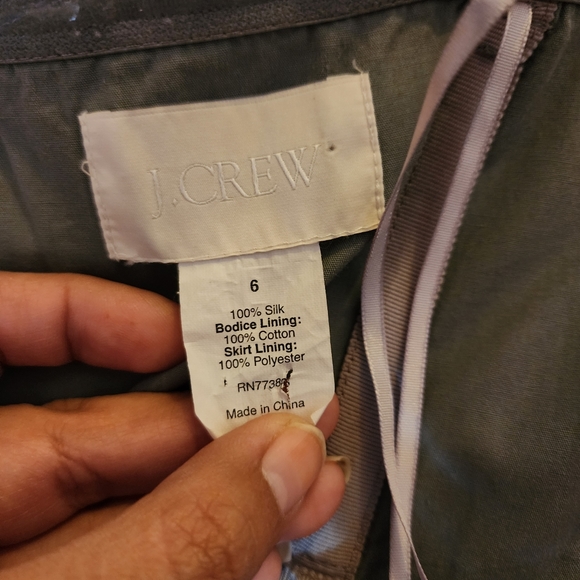 J.CREW
6
100% Silk
Bodice Lining:
100% Cotton
Skirt Lining:
100% Polyester
Made in China